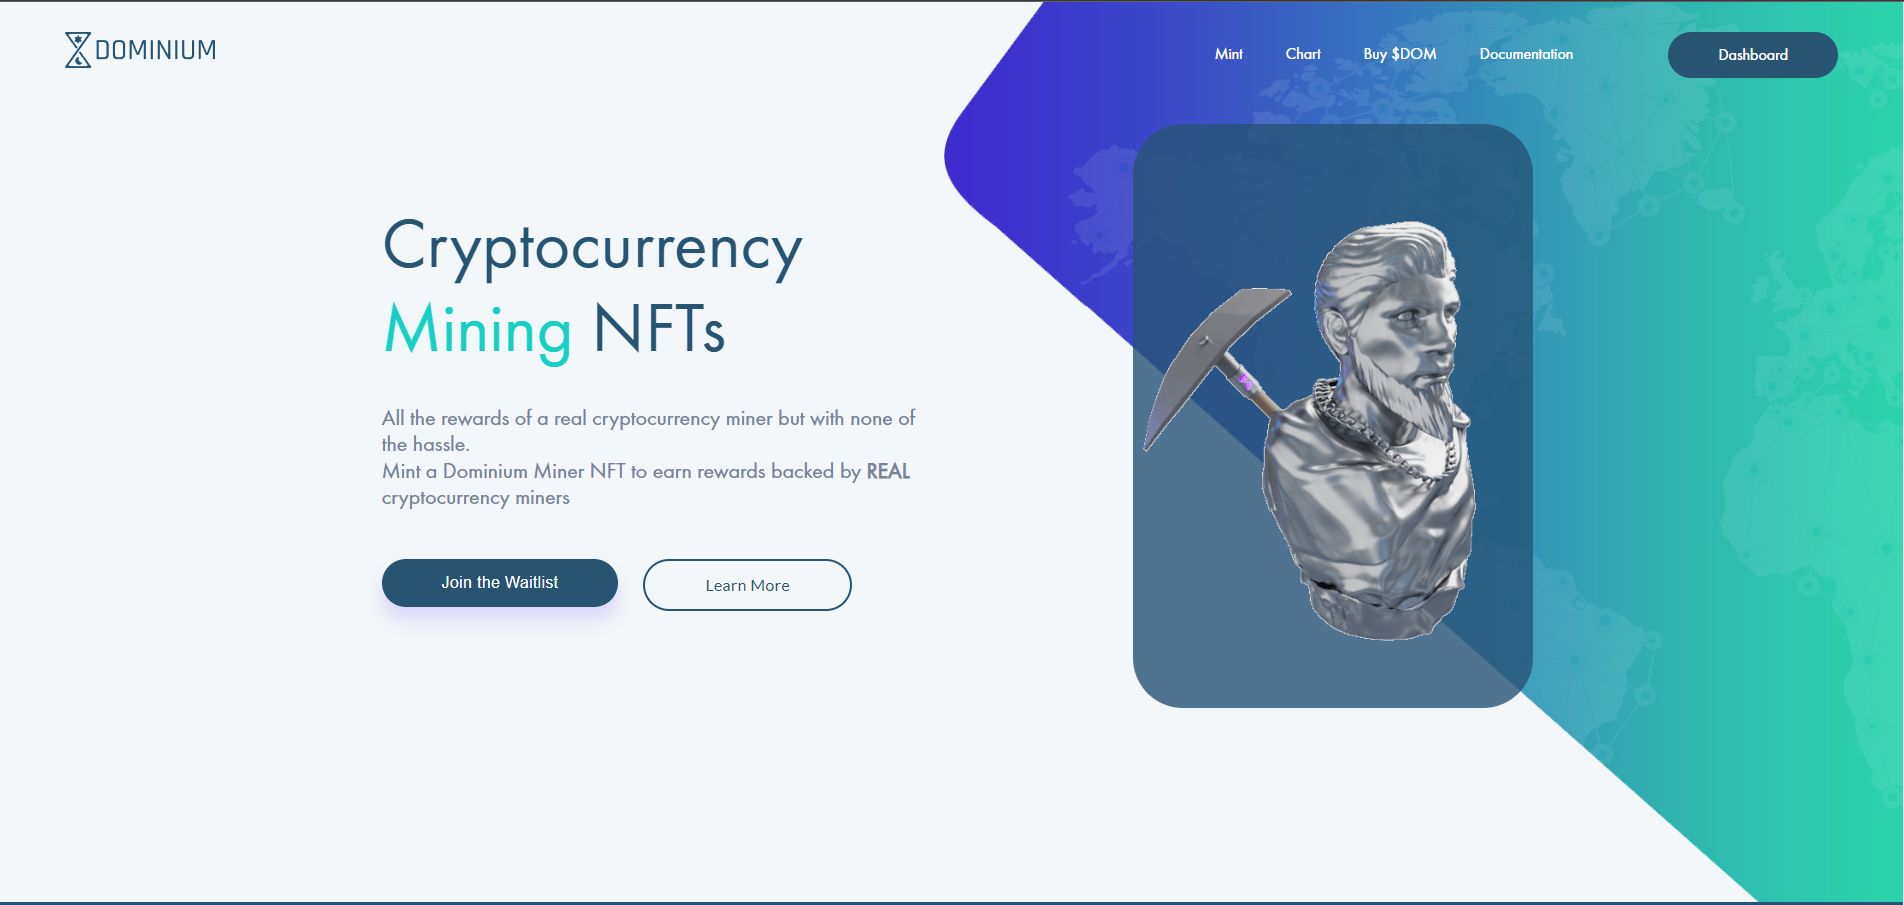 DOMINIUM
Mint
Chart
Buy $DOM
Documentation
Dashboard
Cryptocurrency
Mining NFTs
All the rewards of a real cryptocurrency miner but with none of
the hassle.
Mint a Dominium Miner NFT to earn rewards backed by REAL
cryptocurrency miners
Join the Waitlist
Learn More